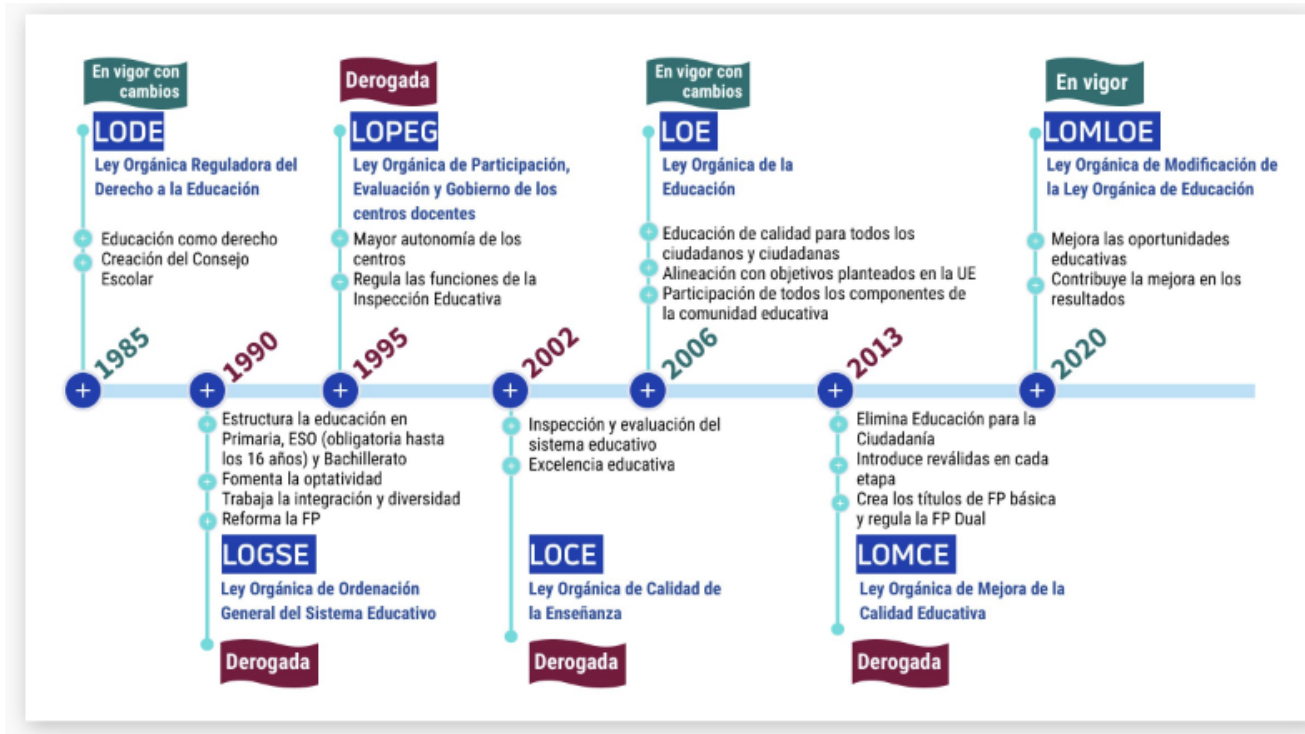 En vigor con
cambios
LODE
Ley Orgánica Reguladora del
Derecho a la Educación
Educación como derecho
Creación del Consejo
Escolar
1985
1990
Estructura la educación en
Primaria, ESO (obligatoria hasta
los 16 años) y Bachillerato
Fomenta la optatividad
Trabaja la integración y diversidad
Reforma la FP
LOGSE
Ley Orgánica de Ordenación
General del Sistema Educativo
Derogada
Derogada
LOPEG
Ley Orgánica de Participación,
Evaluación y Gobierno de los
centros docentes
Mayor autonomía de los
centros
Regula las funciones de la
Inspección Educativa
1995
2002
Inspección y evaluación del
sistema educativo
Excelencia educativa
LOCE
Ley Orgánica de Calidad de
la Enseñanza
Derogada
En vigor con
cambios
LOE
Ley Orgánica de la
Educación
Educación de calidad para todos los
ciudadanos y ciudadanas
Alineación con objetivos planteados en la UE
Participación de todos los componentes de
la comunidad educativa
2006
2013
Elimina Educación para la
Ciudadanía
Introduce reválidas en cada
etapa
Crea los títulos de FP básica
y regula la FP Dual
LOMCE
Ley Orgánica de Mejora de la
Calidad Educativa
Derogada
En vigor
LOMLOE
Ley Orgánica de Modificación de
la Ley Orgánica de Educación
Mejora las oportunidades
educativas
Contribuye la mejora en los
resultados
2020